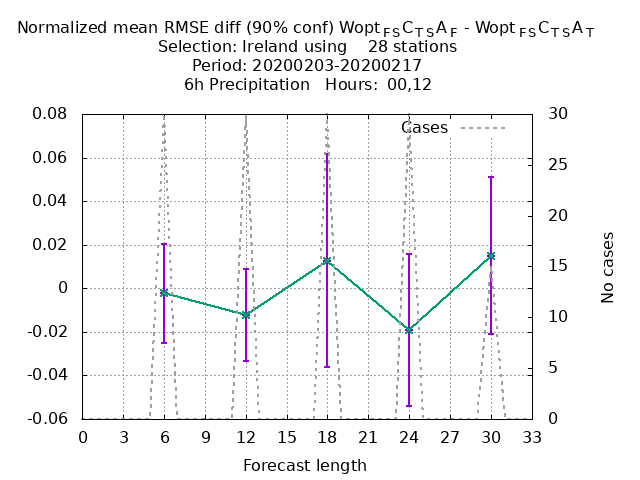 Normalized mean RMSE diff (90% conf) Wopt FS C TS A F - Wopt FS C TS A T
Selection: Ireland using 28 stations
Period: 20200203-20200217
6h Precipitation Hours: 00,12
0.08
0.06
0.04
0.02
0
-0.02
-0.04
-0.06
Cases
30
25
20
15
10
5
0
No cases
0 3 6 9 12 15 18 21 24 27 30 33
Forecast length